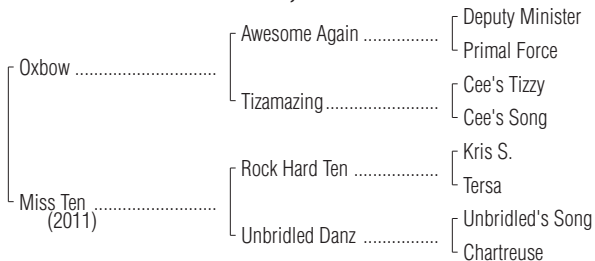 Deputy Minister
Awesome Again ................
Primal Force
Oxbow ..............................
Cee's Tizzy
Tizamazing........................
Cee's Song
Kris S.
Rock Hard Ten ..................
Tersa
Miss Ten ..........................
(2011)
Unbridled's Song
Unbridled Danz ................
Chartreuse